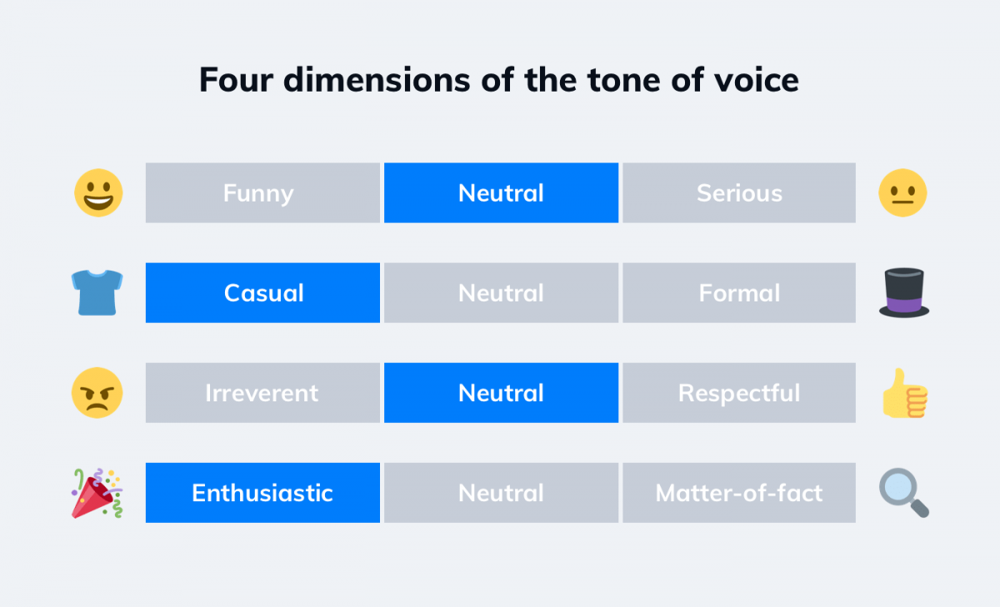 Four dimensions of the tone of voice
Funny Neutral Serious
Casual Neutral Formal
Irreverent Neutral Respectful
Enthusiastic Neutral Matter-of-fact